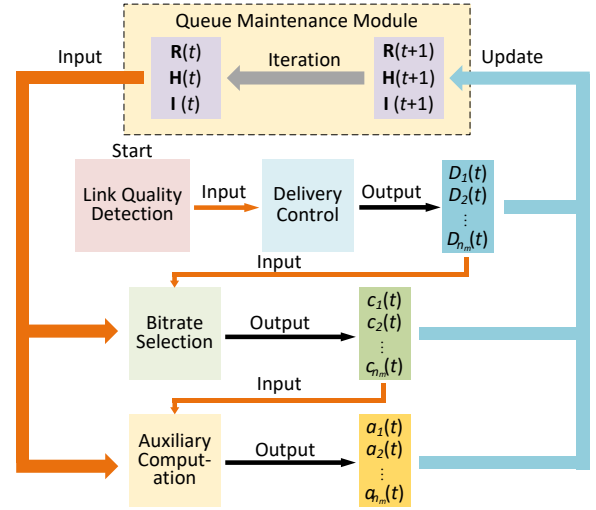 Queue Maintenance Module
Input
R(t)
H(t)
I (t)
Iteration
R(t+1)
H(t+1)
I (t+1)
Update
Start
Link Quality
Detection
Input
Delivery
Control
Output
D₁(t)
D₂(t)
⋮
Dₙₘ(t)
Input
Bitrate
Selection
Output
c₁(t)
c₂(t)
⋮
cₙₘ(t)
Input
Auxiliary
Comput-
ation
Output
a₁(t)
a₂(t)
⋮
aₙₘ(t)